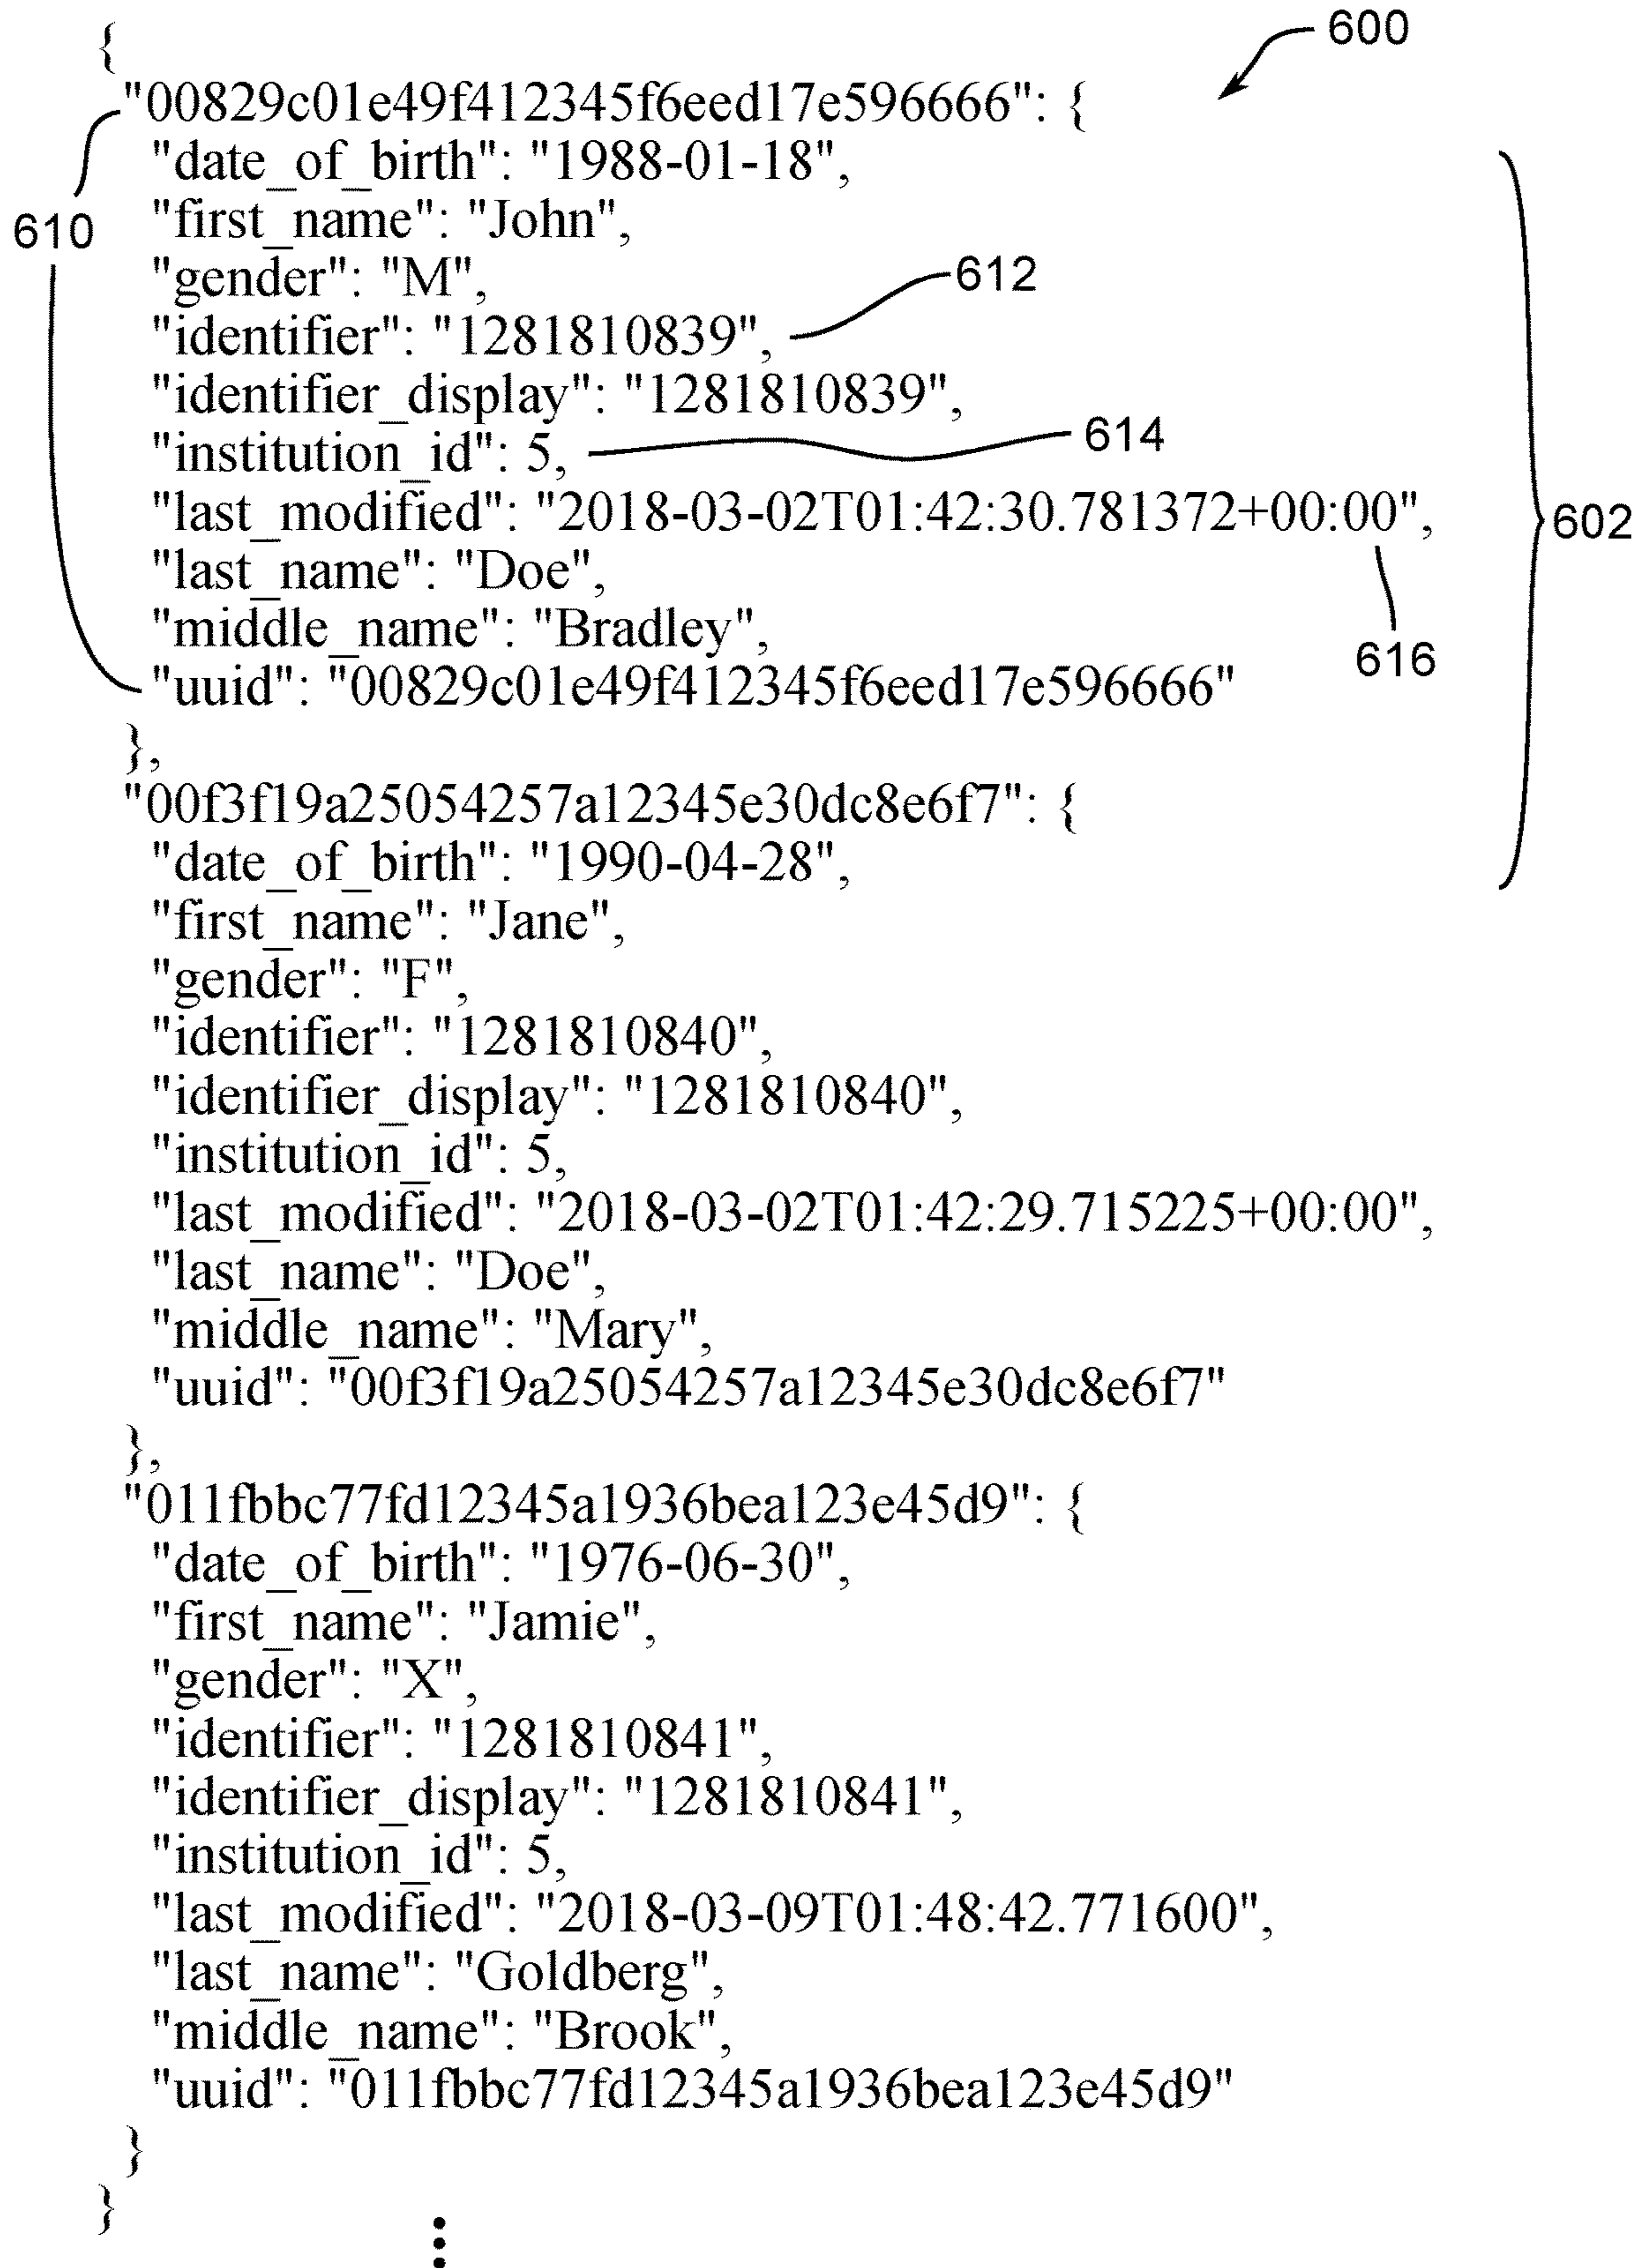 {
600
"00829c01e49f412345f6eed17e596666": {
"date_of_birth": "1988-01-18",
"first_name": "John",
610
"gender": "M",
612
"identifier": "1281810839",
"identifier_display": "1281810839",
"institution_id": 5,
614
"last_modified": "2018-03-02T01:42:30.781372+00:00",
602
"last_name": "Doe",
"middle_name": "Bradley",
616
"uuid": "00829c01e49f412345f6eed17e596666"
},
"00f3f19a25054257a12345e30dc8e6f7": {
"date_of_birth": "1990-04-28",
"first_name": "Jane",
"gender": "F",
"identifier": "1281810840",
"identifier_display": "1281810840",
"institution_id": 5,
"last_modified": "2018-03-02T01:42:29.715225+00:00",
"last_name": "Doe",
"middle_name": "Mary",
"uuid": "00f3f19a25054257a12345e30dc8e6f7"
},
"011fbbc77fd12345a1936bea123e45d9": {
"date_of_birth": "1976-06-30",
"first_name": "Jamie",
"gender": "X",
"identifier": "1281810841",
"identifier_display": "1281810841",
"institution_id": 5,
"last_modified": "2018-03-09T01:48:42.771600",
"last_name": "Goldberg",
"middle_name": "Brook",
"uuid": "011fbbc77fd12345a1936bea123e45d9"
}
}
⋮